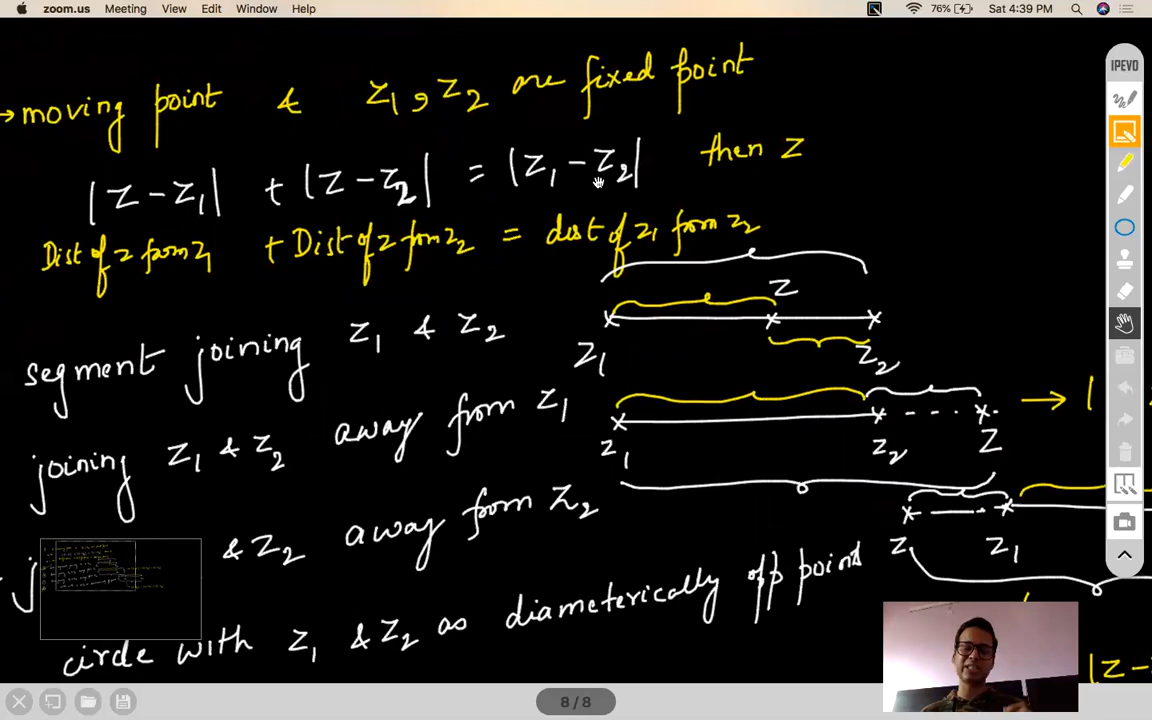 zoom.us Meeting View Edit Window Help
76% Sat 4:39 PM
IPEVO
→ moving point & z1, z2 are fixed point
|z-z1| + |z-z2| = |z1-z2| then z
Dist of z from z1 + Dist of z from z2 = dist of z1 from z2
z
segment joining z1 & z2
z1 z2
joining z1 & z2 away from z1
z1 z2 z
→ |
& z2 away from z2
z z1
circle with z1 & z2 as diameterically opp point
|z-
8 / 8